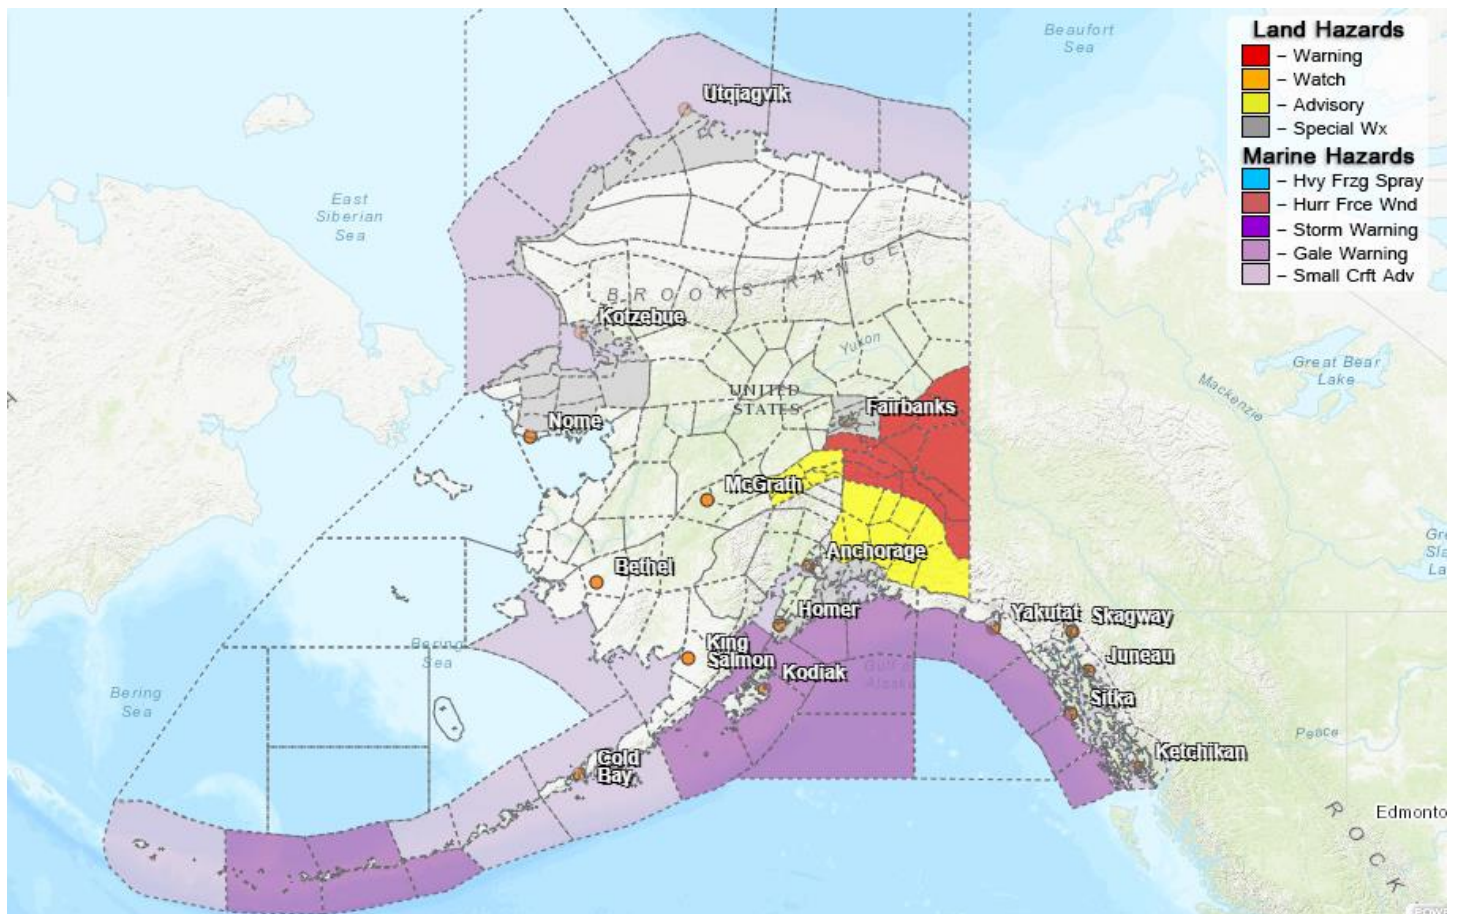 Land Hazards
– Warning
– Watch
– Advisory
– Special Wx
Marine Hazards
– Hvy Frzg Spray
– Hurr Frce Wnd
– Storm Warning
– Gale Warning
– Small Crft Adv
Beaufort
Sea
Utqiagvik
East
Siberian
Sea
BROOKS RANGE
Kotzebue
Yukon
Great Bear
Lake
Mackenzie
UNITED
STATES
Fairbanks
Nome
McGrath
Anchorage
Bethel
Homer
Yakutat
Skagway
King
Salmon
Juneau
Kodiak
Sitka
Bering
Sea
Bering
Sea
Cold
Bay
Ketchikan
Peace
Edmonto
ROCK